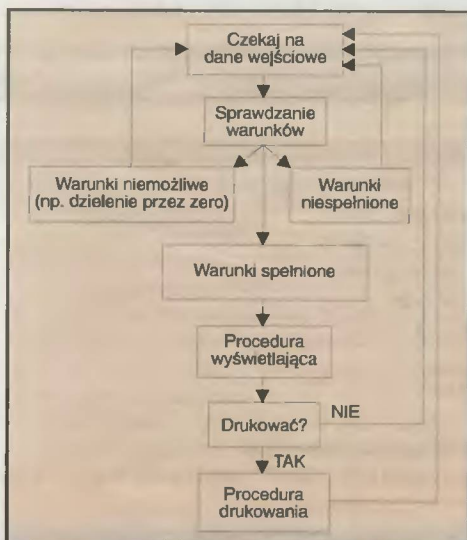 Czekaj na
dane wejściowe
Sprawdzanie
warunków
Warunki niemożliwe
(np. dzielenie przez zero)
Warunki
niespełnione
Warunki spełnione
Procedura
wyświetlająca
Drukować?
NIE
TAK
Procedura
drukowania